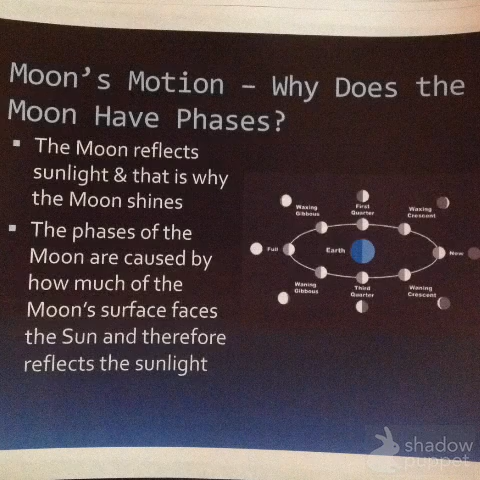 Moon's Motion – Why Does the
Moon Have Phases?
▪ The Moon reflects
sunlight & that is why
the Moon shines
▪ The phases of the
Moon are caused by
how much of the
Moon's surface faces
the Sun and therefore
reflects the sunlight
Waxing
Gibbous
First
Quarter
Waxing
Crescent
Full
Earth
New
Waning
Gibbous
Third
Quarter
Waning
Crescent
shadow
puppet